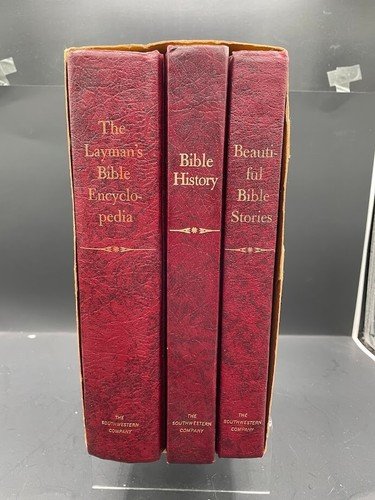 The
Layman's
Bible
Encyclo-
pedia
THE
SOUTHWESTERN
COMPANY
Bible
History
THE
SOUTHWESTERN
COMPANY
Beauti-
ful
Bible
Stories
THE
SOUTHWESTERN
COMPANY